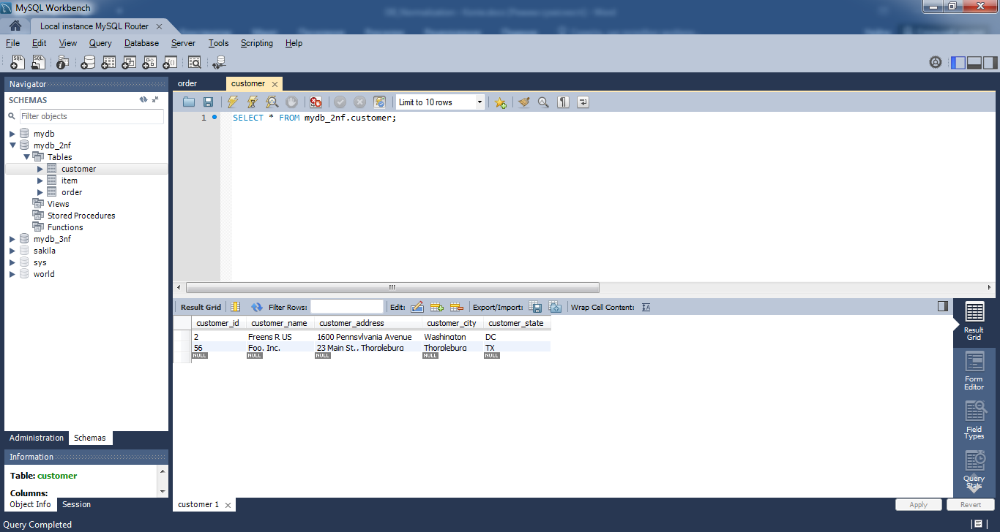 MySQL Workbench
Local instance MySQL Router
File Edit View Query Database Server Tools Scripting Help
Navigator
SCHEMAS
Filter objects
mydb
mydb_2nf
Tables
customer
item
order
Views
Stored Procedures
Functions
mydb_3nf
sakila
sys
world
Administration Schemas
Information
Table: customer
Columns:
Object Info Session
Query Completed
order customer
Limit to 10 rows
1 SELECT * FROM mydb_2nf.customer;
Result Grid Filter Rows: Edit: Export/Import: Wrap Cell Content:
customer_id customer_name customer_address customer_city customer_state
2 Freens R US 1600 Pennsylvania Avenue Washington DC
56 Foo, Inc. 23 Main St., Thorpleburg Thorpleburg TX
NULL NULL NULL NULL NULL
Result
Grid
Form
Editor
Field
Types
Query
Stats
customer 1
Apply Revert